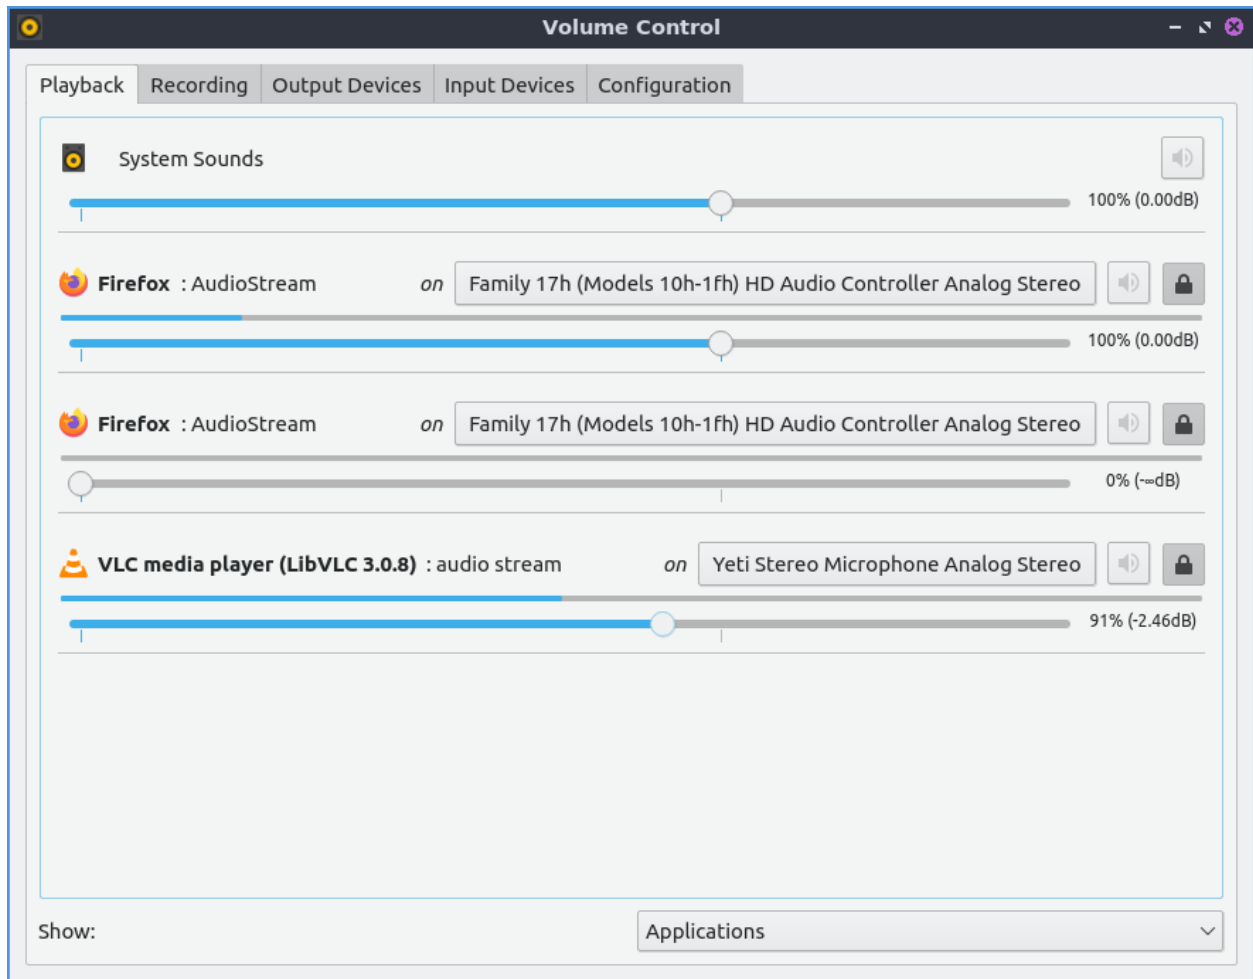 Volume Control
Playback Recording Output Devices Input Devices Configuration
System Sounds
100% (0.00dB)
Firefox : AudioStream on Family 17h (Models 10h-1fh) HD Audio Controller Analog Stereo
100% (0.00dB)
Firefox : AudioStream on Family 17h (Models 10h-1fh) HD Audio Controller Analog Stereo
0% (-∞dB)
VLC media player (LibVLC 3.0.8) : audio stream on Yeti Stereo Microphone Analog Stereo
91% (-2.46dB)
Show: Applications